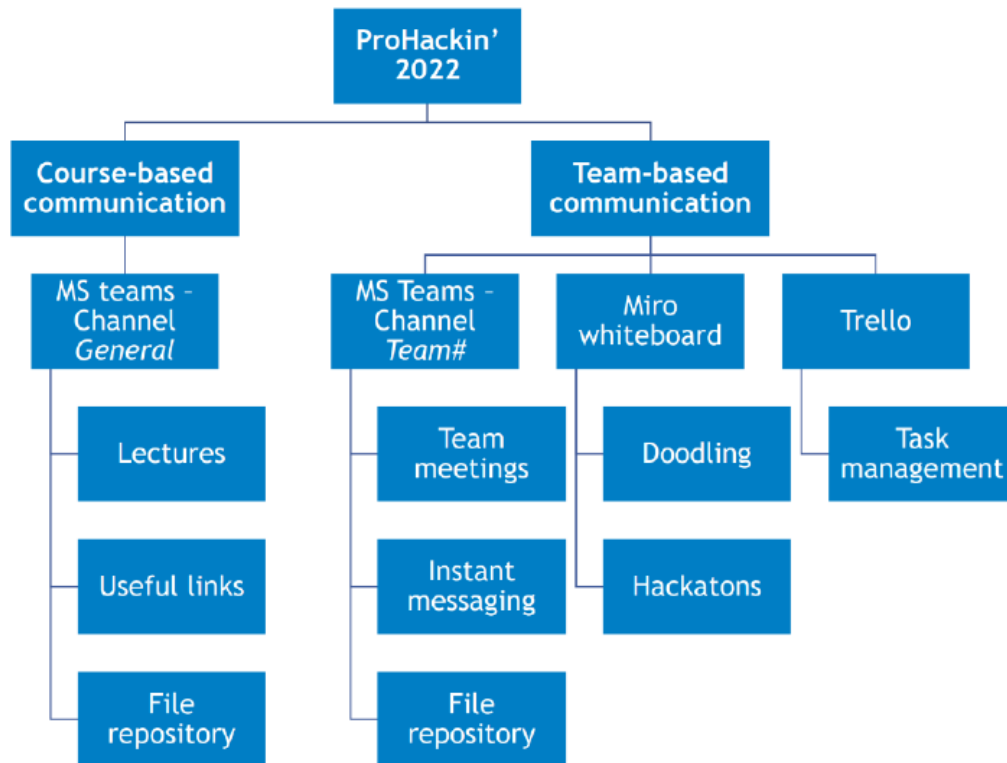 ProHackin’
2022
Course-based
communication
Team-based
communication
MS teams –
Channel
General
MS Teams –
Channel
Team#
Miro
whiteboard
Trello
Lectures
Team
meetings
Doodling
Task
management
Useful links
Instant
messaging
Hackatons
File
repository
File
repository